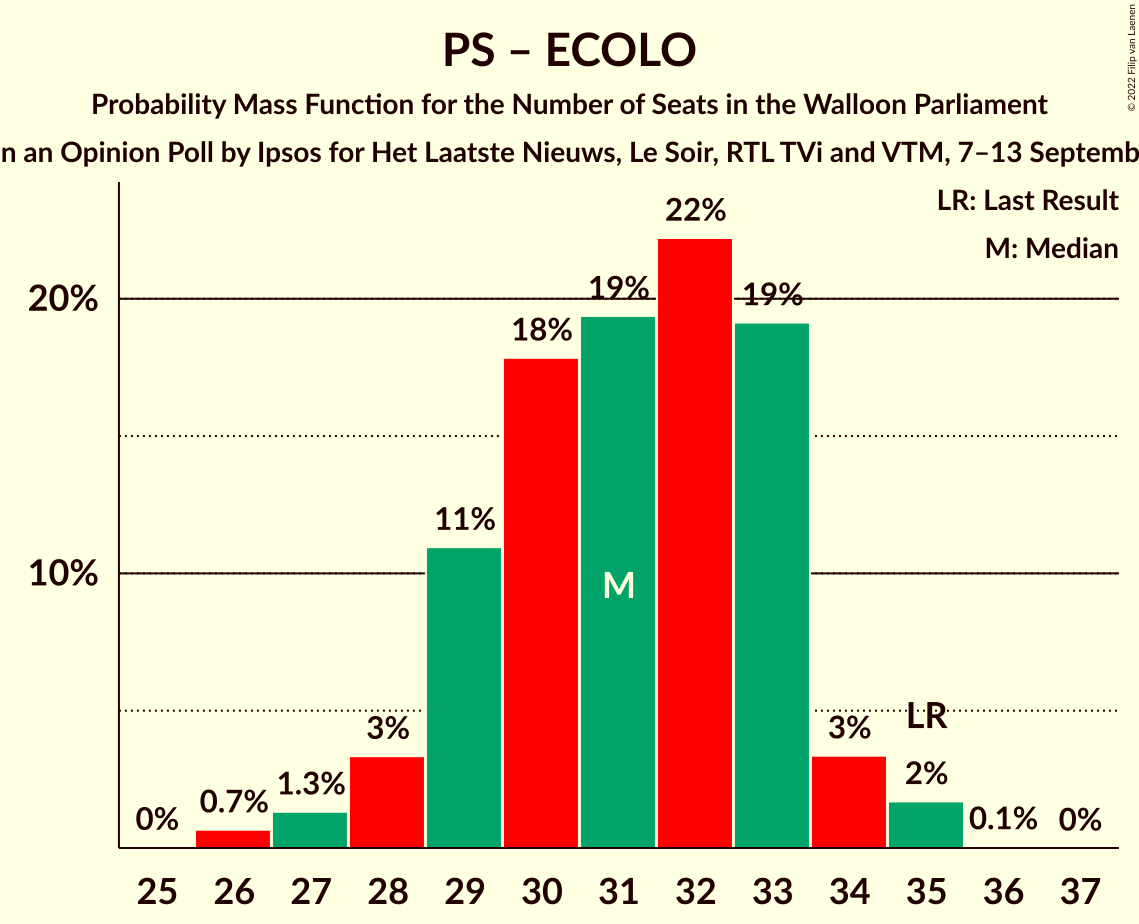 PS – ECOLO
Probability Mass Function for the Number of Seats in the Walloon Parliament
n an Opinion Poll by Ipsos for Het Laatste Nieuws, Le Soir, RTL TVi and VTM, 7–13 Septemb
© 2022 Filip van Laenen
LR: Last Result
M: Median
20%
10%
0%
0.7%
1.3%
3%
11%
18%
19%
22%
19%
3%
2%
0.1%
0%
M
LR
25 26 27 28 29 30 31 32 33 34 35 36 37